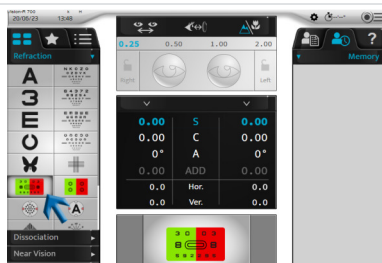 Vision-R 700
20/06/23 13:48
0.25 0.50 1.00 2.00
Right Left
Refraction
Memory
?
A
3
E
0.00 S 0.00
0.00 C 0.00
0° A 0°
0.00 ADD 0.00
0.0 Hor. 0.0
0.0 Ver. 0.0
A
Dissociation
Near Vision